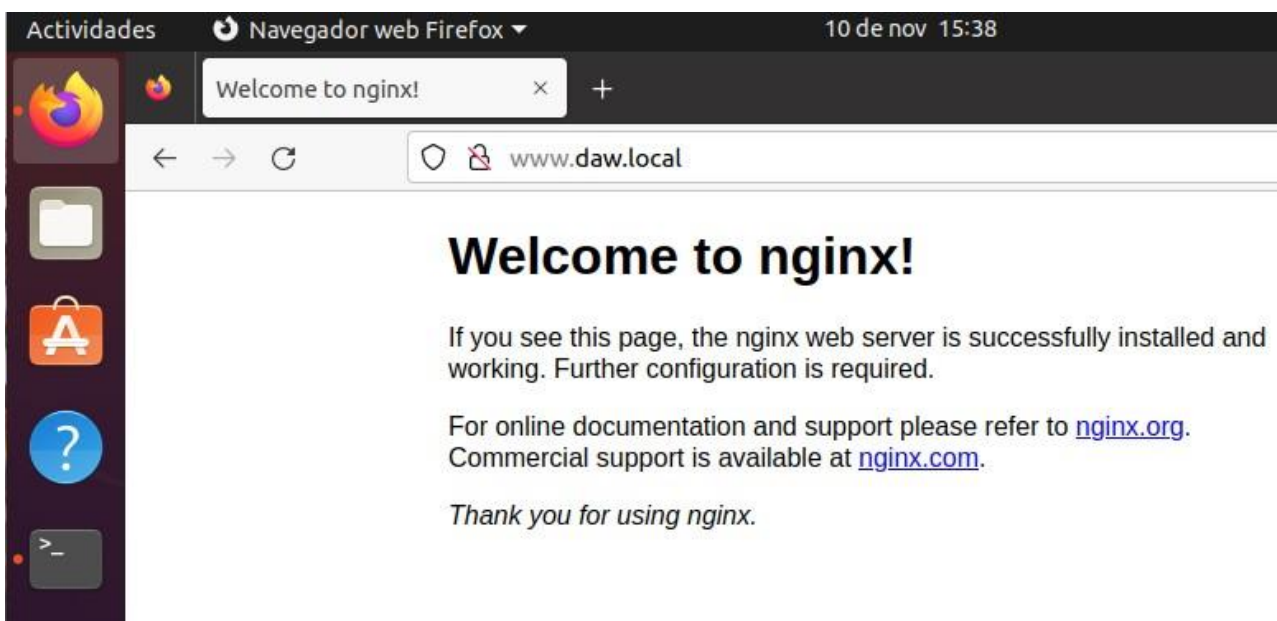 Actividades Navegador web Firefox 10 de nov 15:38
Welcome to nginx!
www.daw.local
Welcome to nginx!
If you see this page, the nginx web server is successfully installed and
working. Further configuration is required.
For online documentation and support please refer to nginx.org.
Commercial support is available at nginx.com.
Thank you for using nginx.